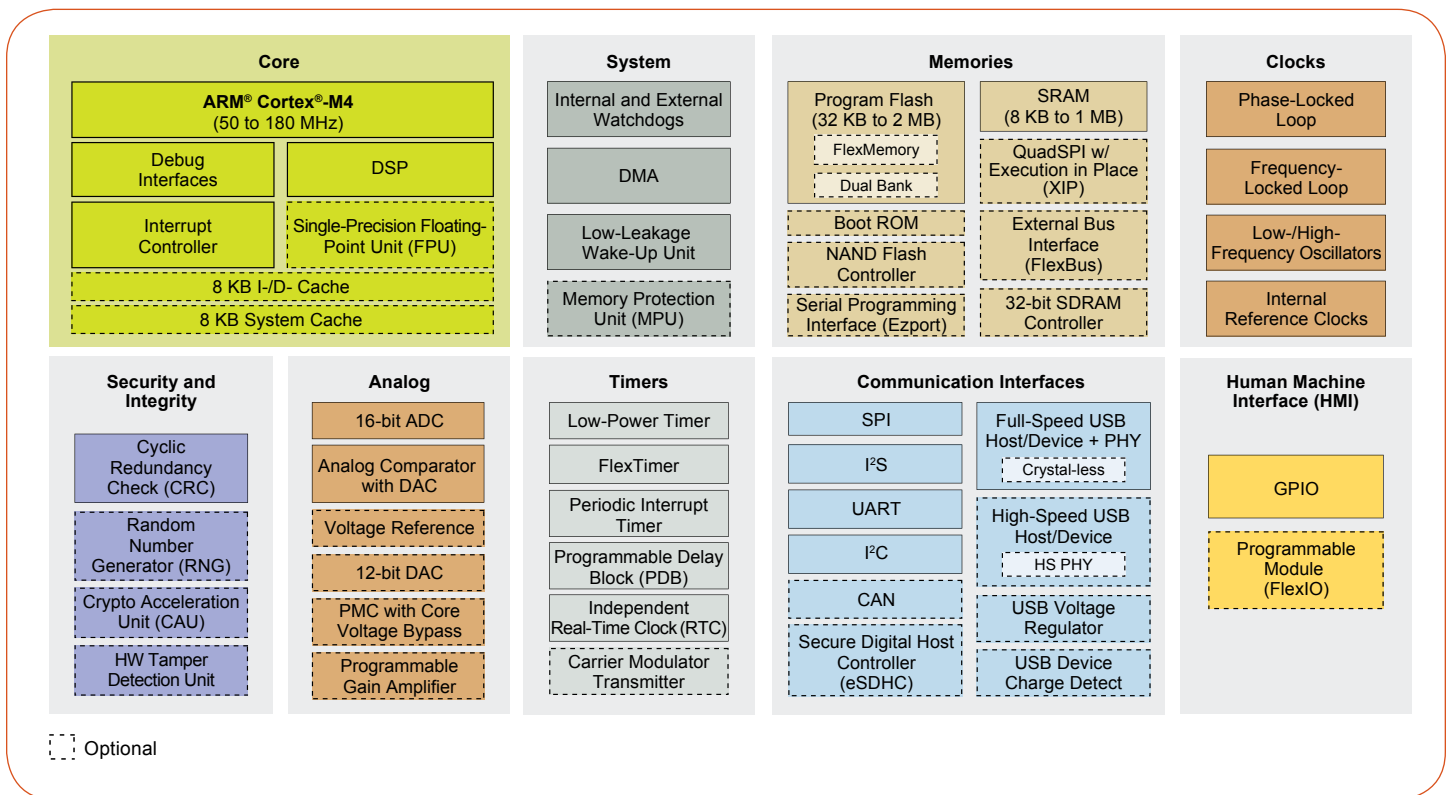 Core
ARM® Cortex®-M4
(50 to 180 MHz)
Debug
Interfaces
DSP
Interrupt
Controller
Single-Precision Floating-
Point Unit (FPU)
8 KB I-/D- Cache
8 KB System Cache
System
Internal and External
Watchdogs
DMA
Low-Leakage
Wake-Up Unit
Memory Protection
Unit (MPU)
Memories
Program Flash
(32 KB to 2 MB)
FlexMemory
Dual Bank
Boot ROM
NAND Flash
Controller
Serial Programming
Interface (Ezport)
SRAM
(8 KB to 1 MB)
QuadSPI w/
Execution in Place
(XIP)
External Bus
Interface
(FlexBus)
32-bit SDRAM
Controller
Clocks
Phase-Locked
Loop
Frequency-
Locked Loop
Low-/High-
Frequency Oscillators
Internal
Reference Clocks
Security and
Integrity
Cyclic
Redundancy
Check (CRC)
Random
Number
Generator (RNG)
Crypto Acceleration
Unit (CAU)
HW Tamper
Detection Unit
Analog
16-bit ADC
Analog Comparator
with DAC
Voltage Reference
12-bit DAC
PMC with Core
Voltage Bypass
Programmable
Gain Amplifier
Timers
Low-Power Timer
FlexTimer
Periodic Interrupt
Timer
Programmable Delay
Block (PDB)
Independent
Real-Time Clock (RTC)
Carrier Modulator
Transmitter
Communication Interfaces
SPI
I²S
UART
I²C
CAN
Secure Digital Host
Controller
(eSDHC)
Full-Speed USB
Host/Device + PHY
Crystal-less
High-Speed USB
Host/Device
HS PHY
USB Voltage
Regulator
USB Device
Charge Detect
Human Machine
Interface (HMI)
GPIO
Programmable
Module
(FlexIO)
Optional